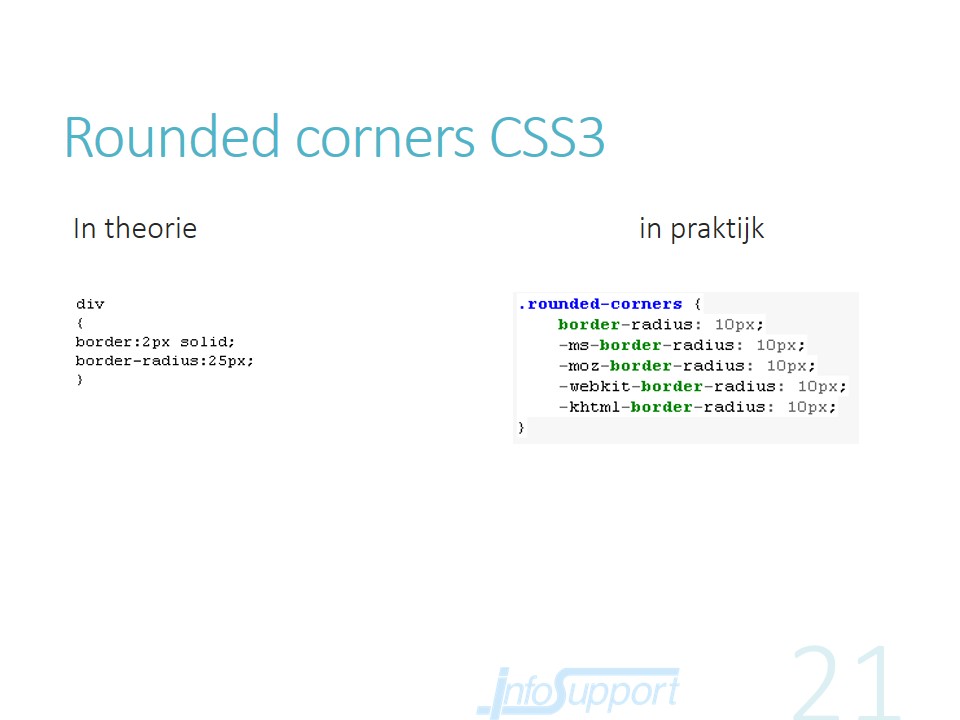 Rounded corners CSS3
In theorie
div
{
border:2px solid;
border-radius:25px;
}
in praktijk
.rounded-corners {
    border-radius: 10px;
    -ms-border-radius: 10px;
    -moz-border-radius: 10px;
    -webkit-border-radius: 10px;
    -khtml-border-radius: 10px;
}
infoSupport
21